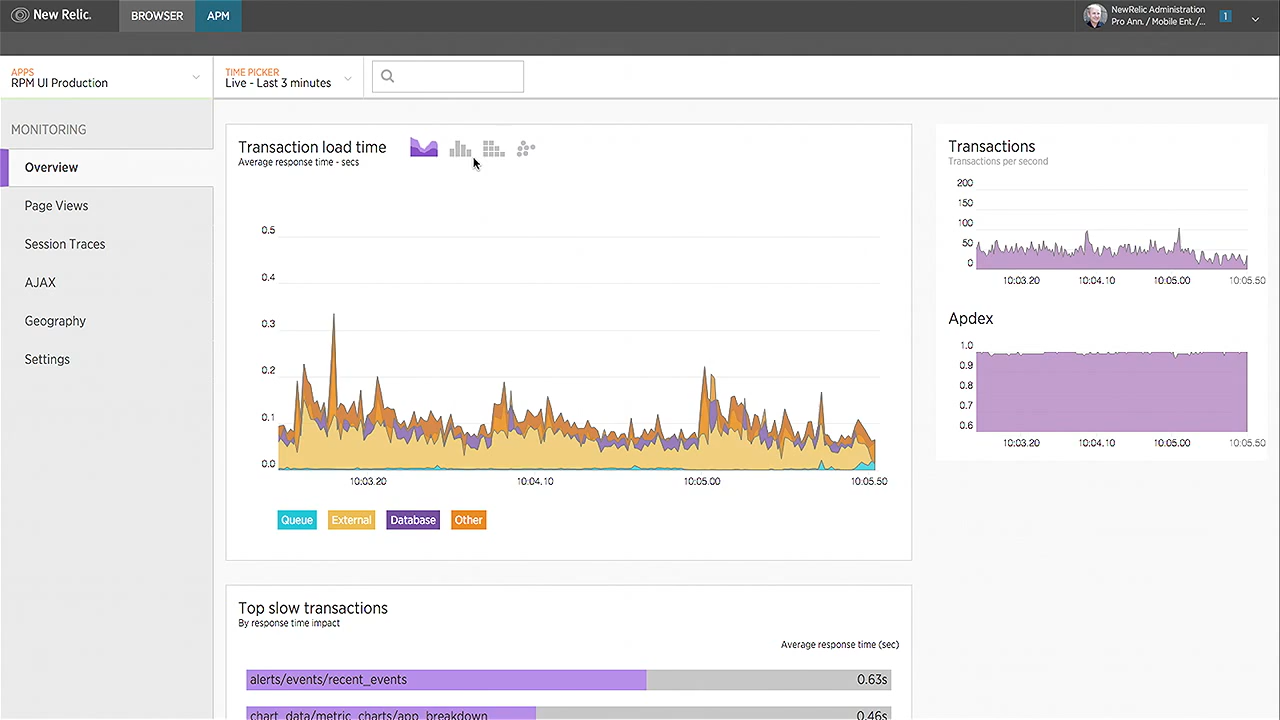 New Relic.
BROWSER
APM
NewRelic Administration
Pro Ann. / Mobile Ent. /...
1
APPS
RPM UI Production
TIME PICKER
Live - Last 3 minutes
MONITORING
Overview
Page Views
Session Traces
AJAX
Geography
Settings
Transaction load time
Average response time - secs
0.5
0.4
0.3
0.2
0.1
0.0
10:03.20 10:04.10 10:05.00 10:05.50
Queue External Database Other
Top slow transactions
By response time impact
Average response time (sec)
alerts/events/recent_events 0.63s
chart_data/metric_charts/app_breakdown 0.46s
Transactions
Transactions per second
200
150
100
50
0
10:03.20 10:04.10 10:05.00 10:05.50
Apdex
1.0
0.9
0.8
0.7
0.6
10:03.20 10:04.10 10:05.00 10:05.50